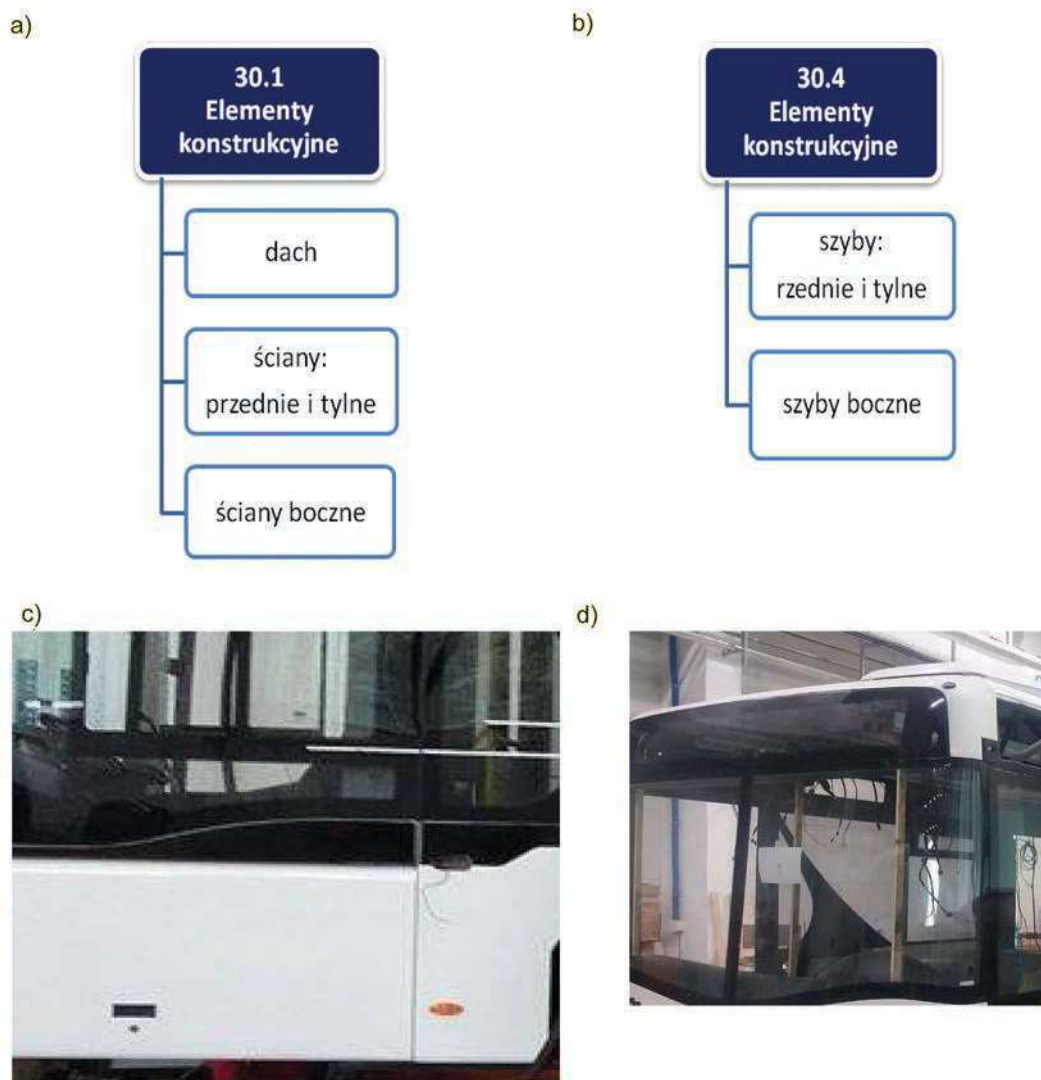 a)
30.1
Elementy
konstrukcyjne
dach
ściany:
przednie i tylne
ściany boczne
b)
30.4
Elementy
konstrukcyjne
szyby:
rzednie i tylne
szyby boczne
c)
d)